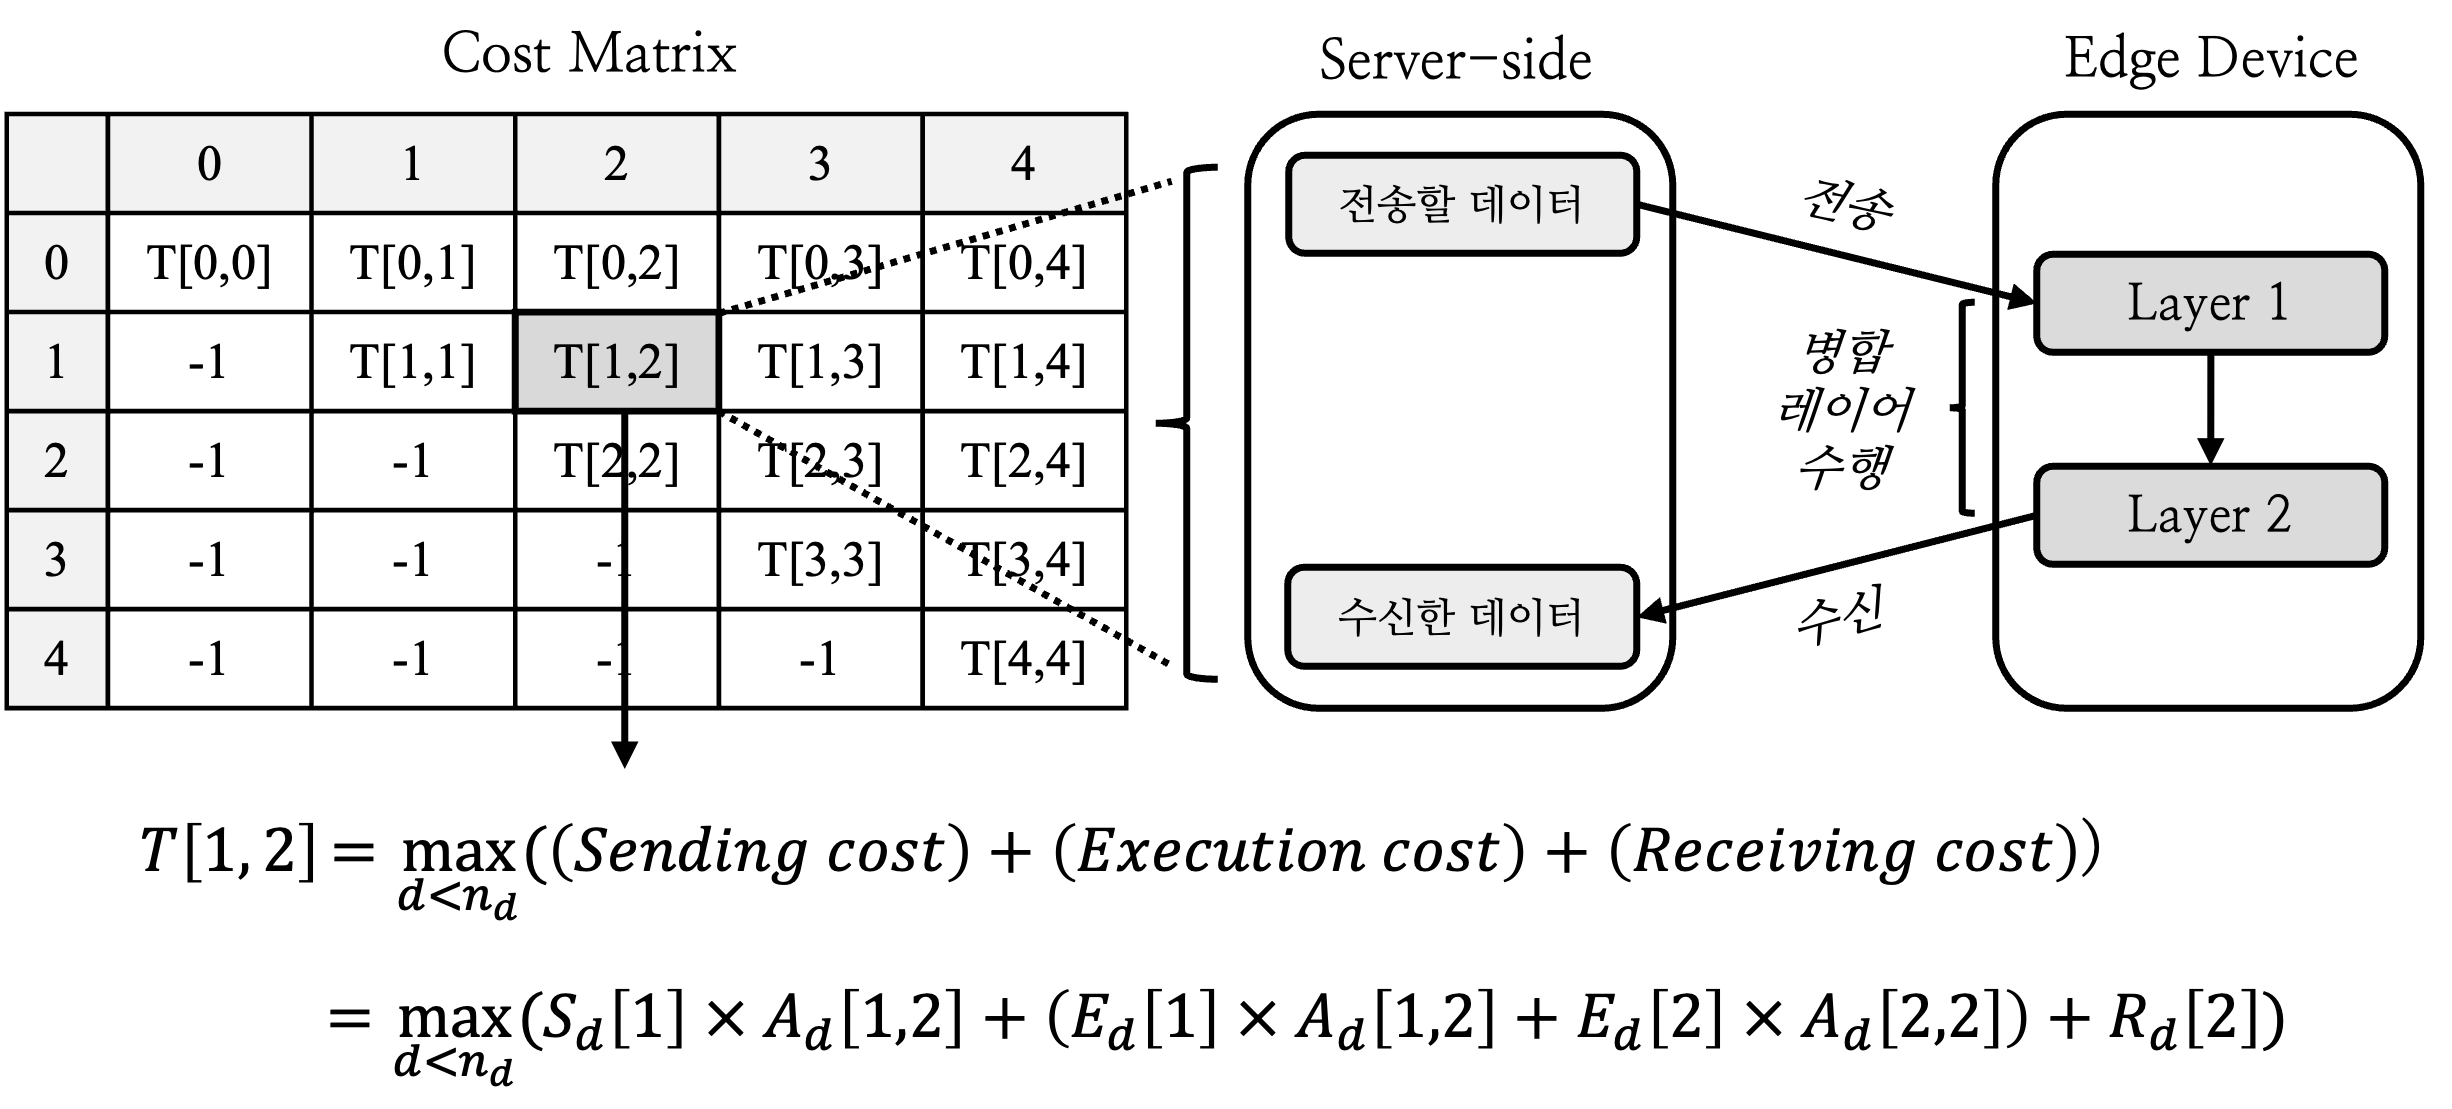 Cost Matrix
Server-side
Edge Device
0 1 2 3 4
0 T[0,0] T[0,1] T[0,2] T[0,3] T[0,4]
1 -1 T[1,1] T[1,2] T[1,3] T[1,4]
2 -1 -1 T[2,2] T[2,3] T[2,4]
3 -1 -1 -1 T[3,3] T[3,4]
4 -1 -1 -1 -1 T[4,4]
전송할 데이터
수신한 데이터
전송
병합
레이어
수행
수신
Layer 1
Layer 2
T[1, 2] = max_{d<n_d}((Sending cost) + (Execution cost) + (Receiving cost))
= max_{d<n_d}(S_d[1] × A_d[1,2] + (E_d[1] × A_d[1,2] + E_d[2] × A_d[2,2]) + R_d[2])